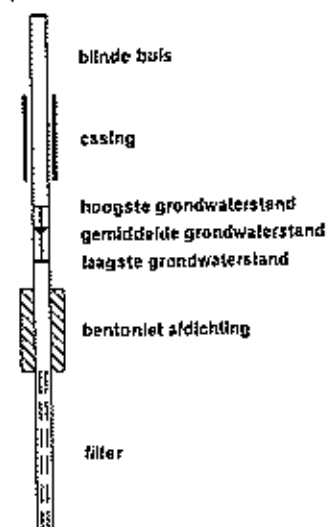 blinde buis
casing
hoogste grondwaterstand
gemiddelde grondwaterstand
laagste grondwaterstand
bentoniet afdichting
filter